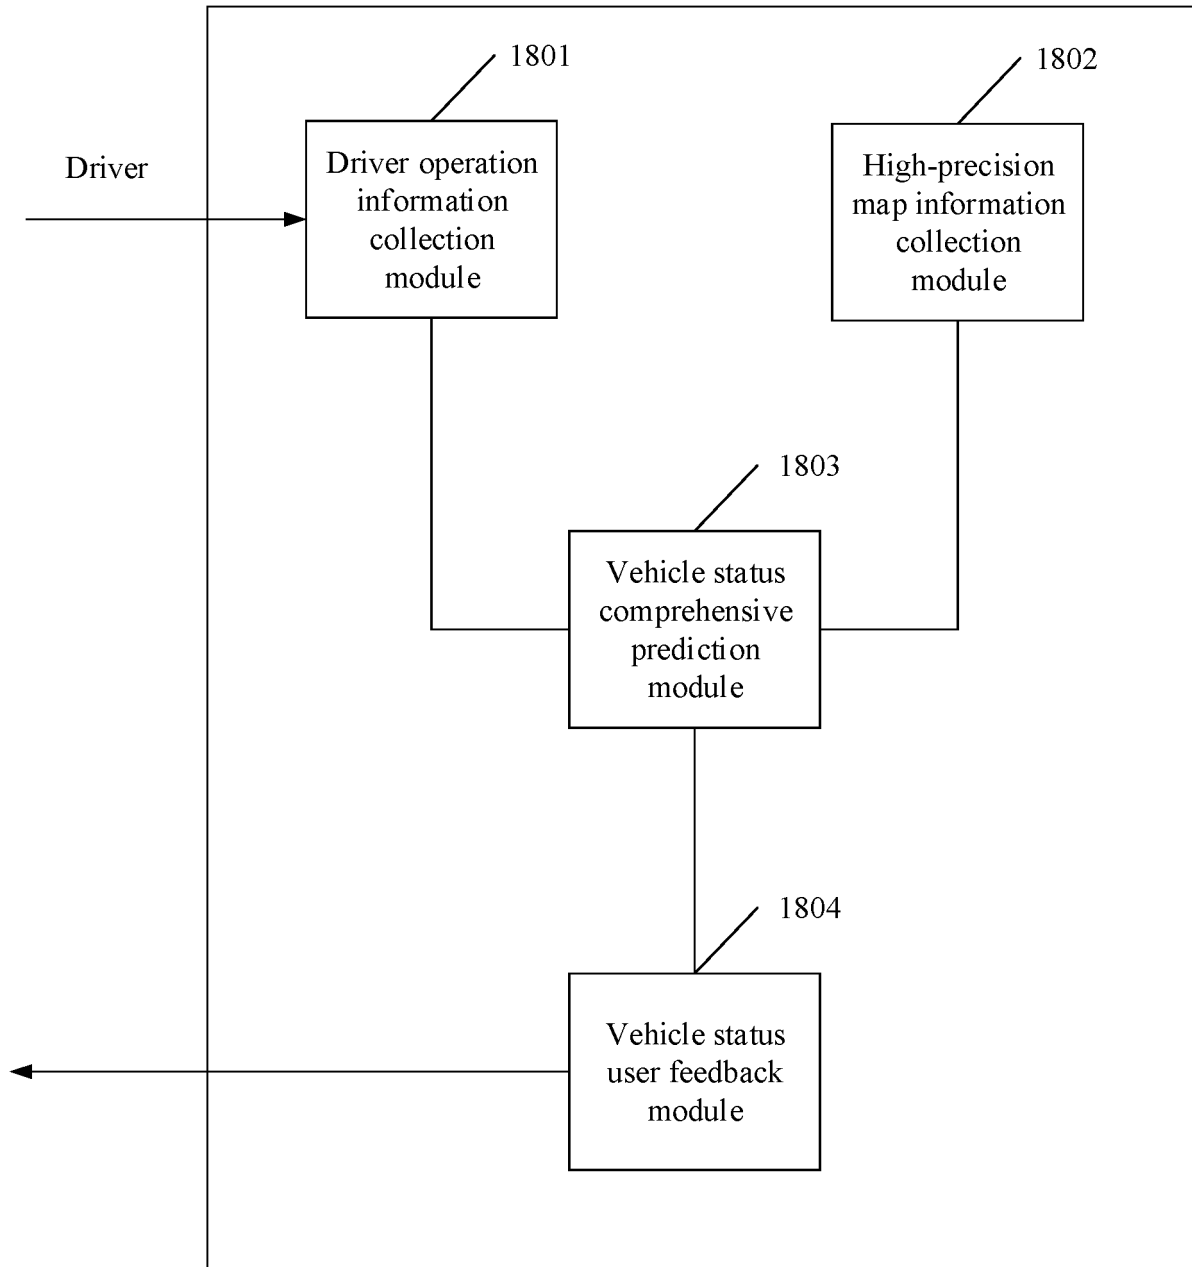 1801
1802
Driver
Driver operation
information
collection
module
High-precision
map information
collection
module
1803
Vehicle status
comprehensive
prediction
module
1804
Vehicle status
user feedback
module